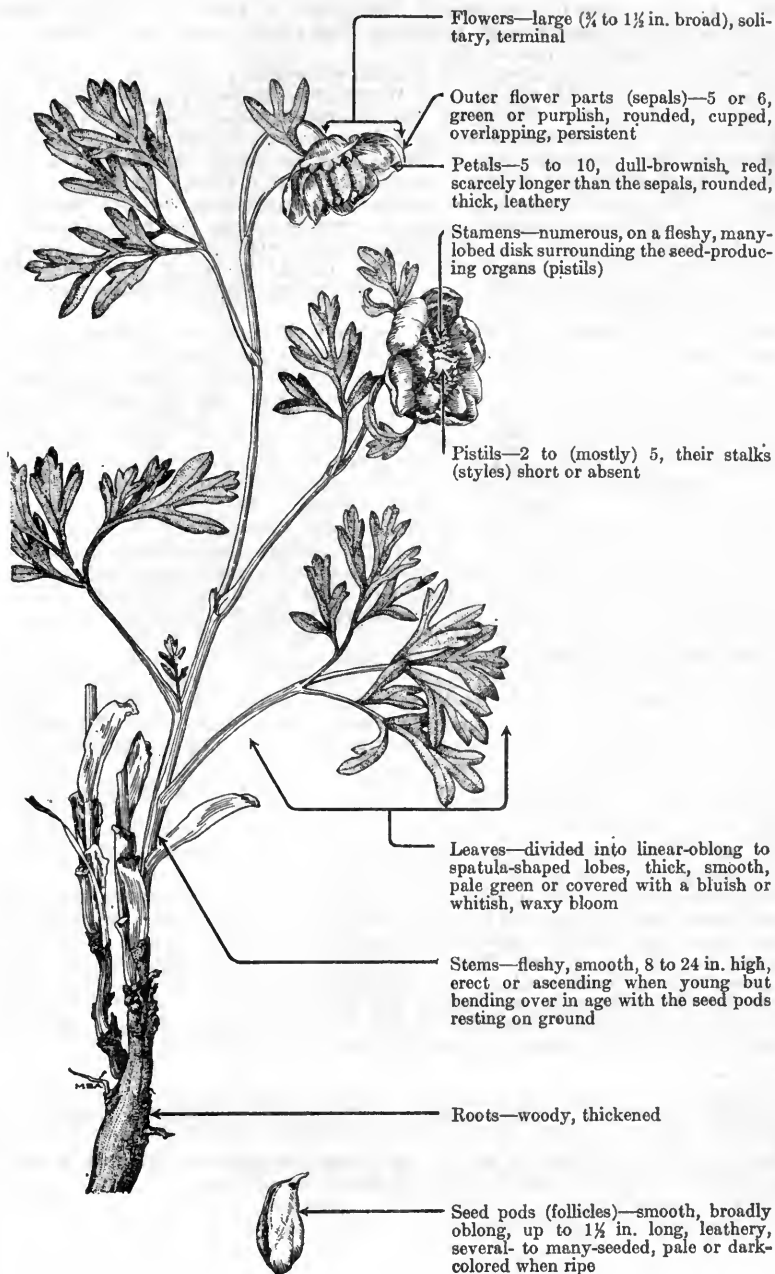 Flowers—large (¾ to 1½ in. broad), soli-
tary, terminal
Outer flower parts (sepals)—5 or 6,
green or purplish, rounded, cupped,
overlapping, persistent
Petals—5 to 10, dull-brownish red,
scarcely longer than the sepals, rounded,
thick, leathery
Stamens—numerous, on a fleshy, many-
lobed disk surrounding the seed-produc-
ing organs (pistils)
Pistils—2 to (mostly) 5, their stalks
(styles) short or absent
Leaves—divided into linear-oblong to
spatula-shaped lobes, thick, smooth,
pale green or covered with a bluish or
whitish, waxy bloom
Stems—fleshy, smooth, 8 to 24 in. high,
erect or ascending when young but
bending over in age with the seed pods
resting on ground
Roots—woody, thickened
Seed pods (follicles)—smooth, broadly
oblong, up to 1½ in. long, leathery,
several- to many-seeded, pale or dark-
colored when ripe